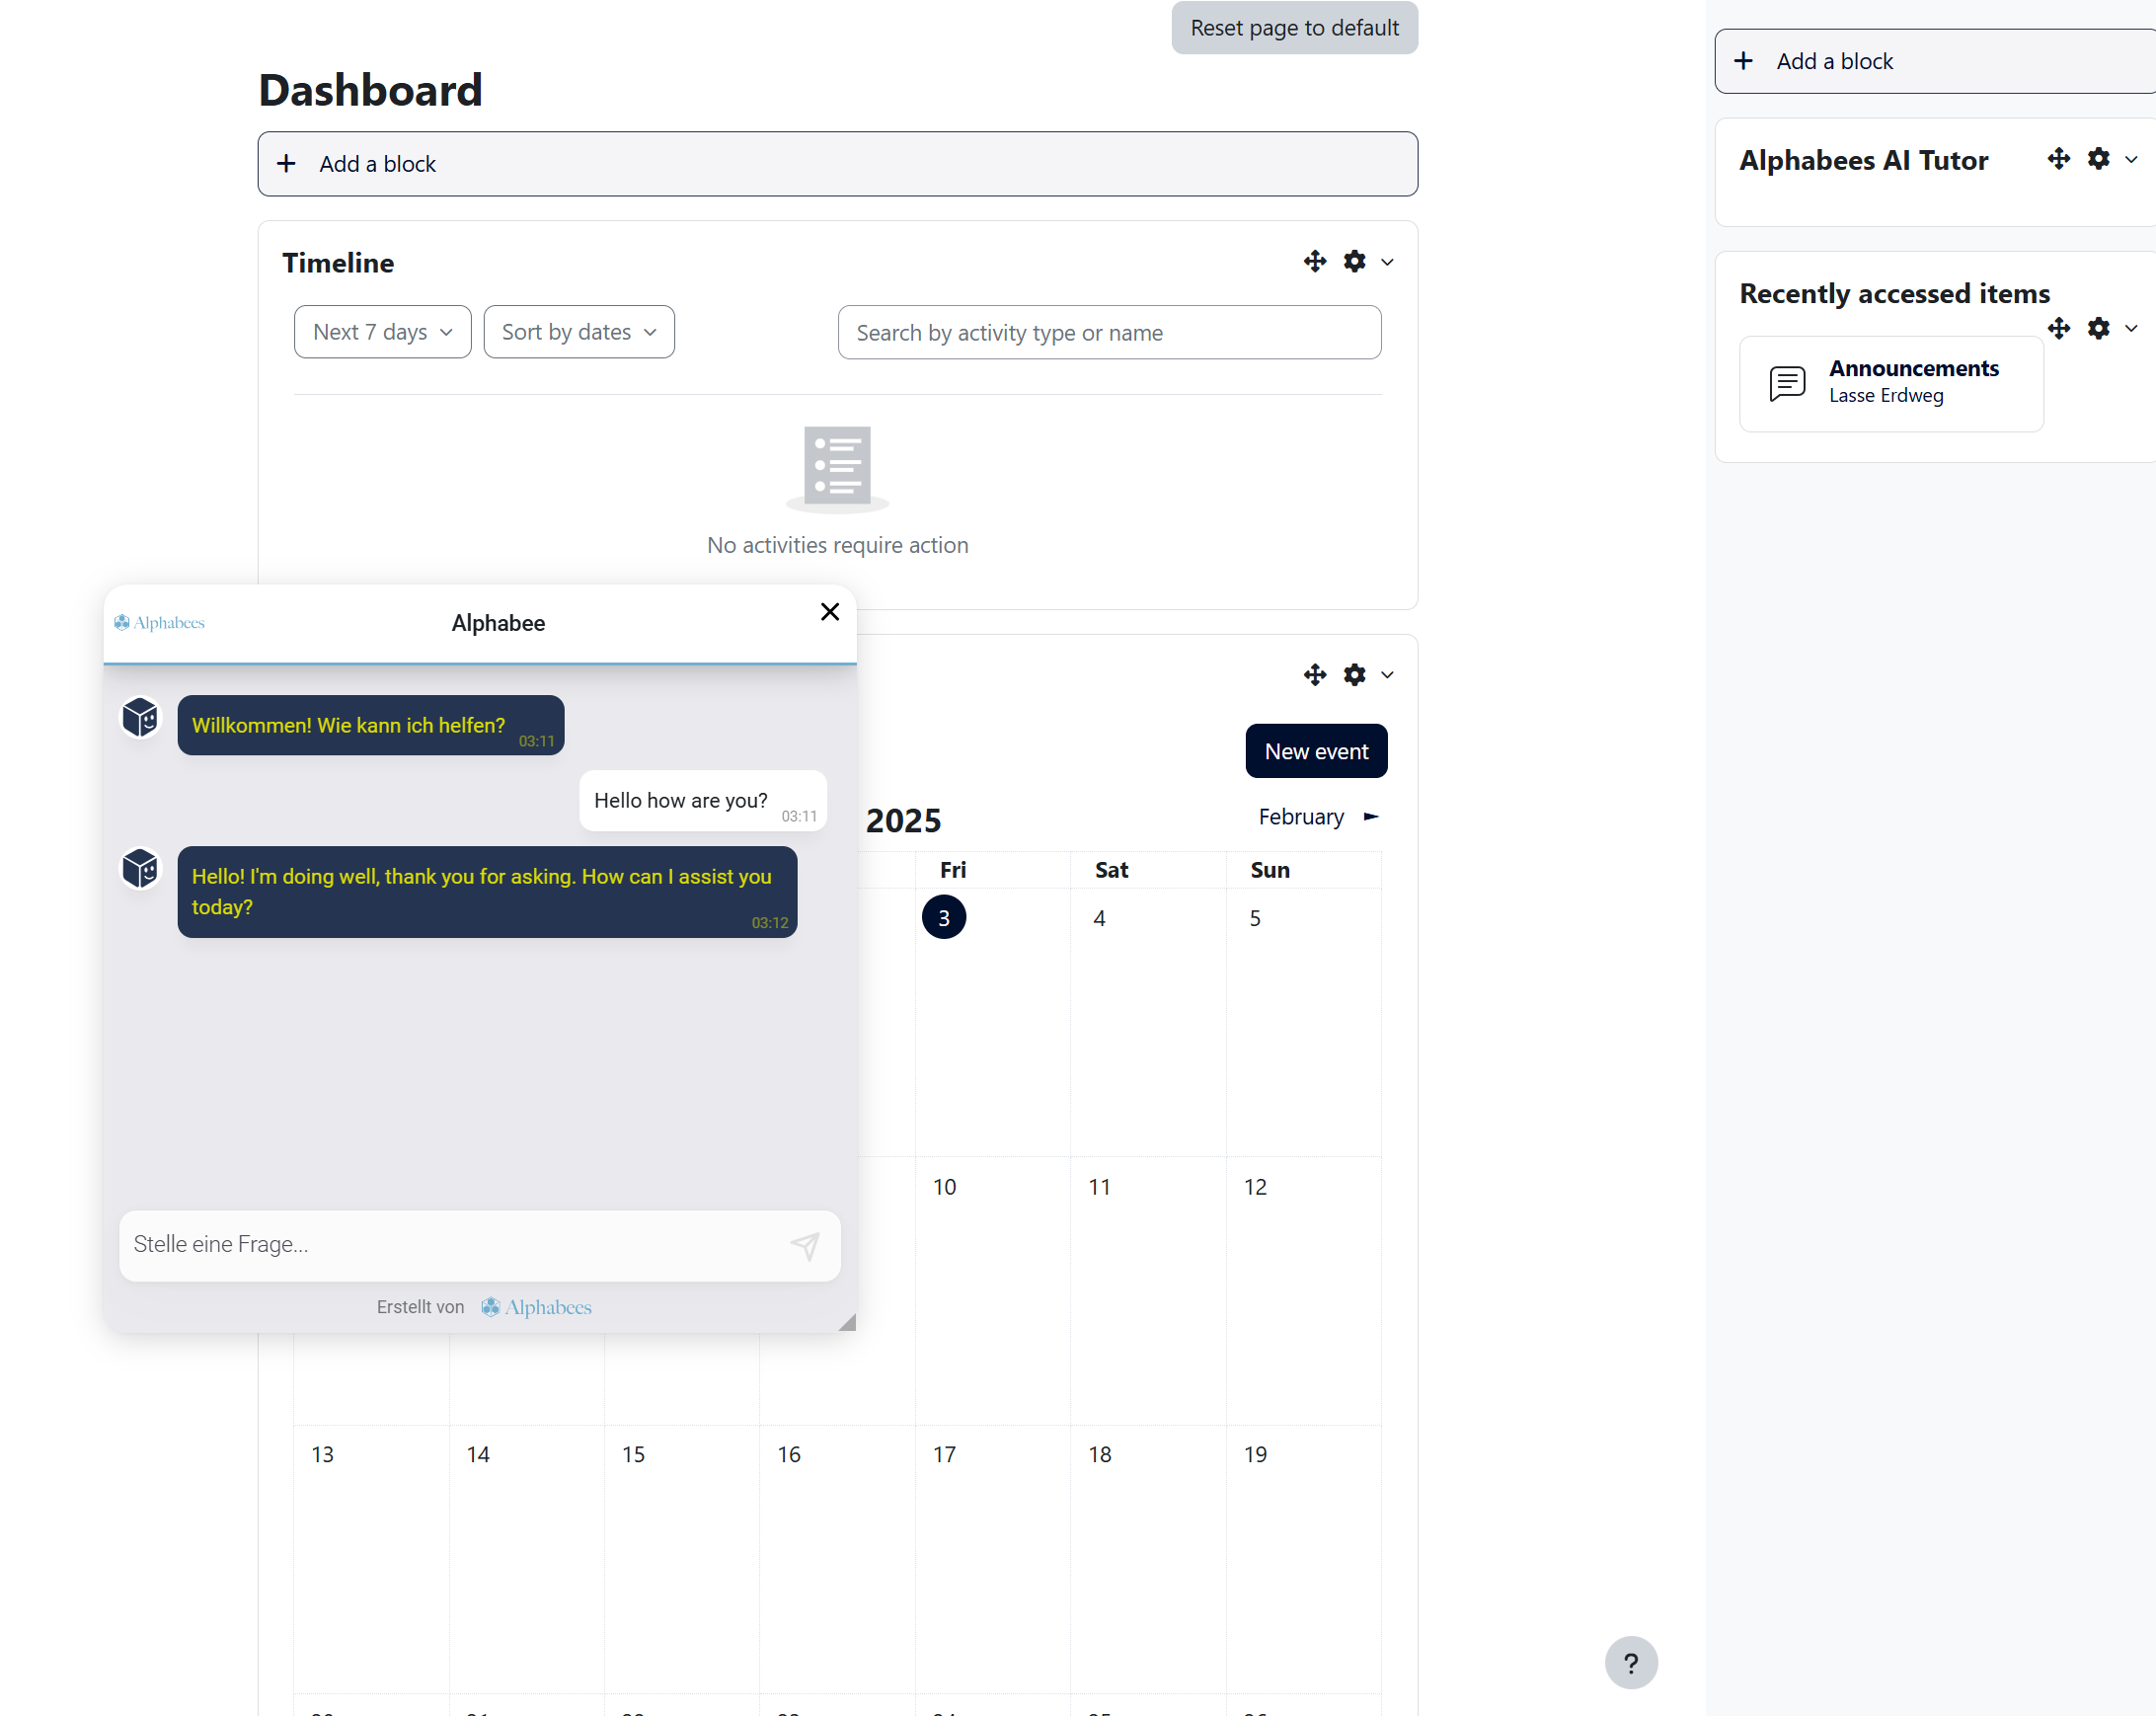 Reset page to default
Dashboard
Add a block
Timeline
Next 7 days
Sort by dates
Search by activity type or name
No activities require action
Alphabees
Alphabee
Willkommen! Wie kann ich helfen?
03:11
Hello how are you?
03:11
Hello! I'm doing well, thank you for asking. How can I assist you
today?
03:12
Stelle eine Frage...
Erstellt von Alphabees
New event
2025
February ►
Fri Sat Sun
3 4 5
10 11 12
13 14 15 16 17 18 19
Add a block
Alphabees AI Tutor
Recently accessed items
Announcements
Lasse Erdweg
?